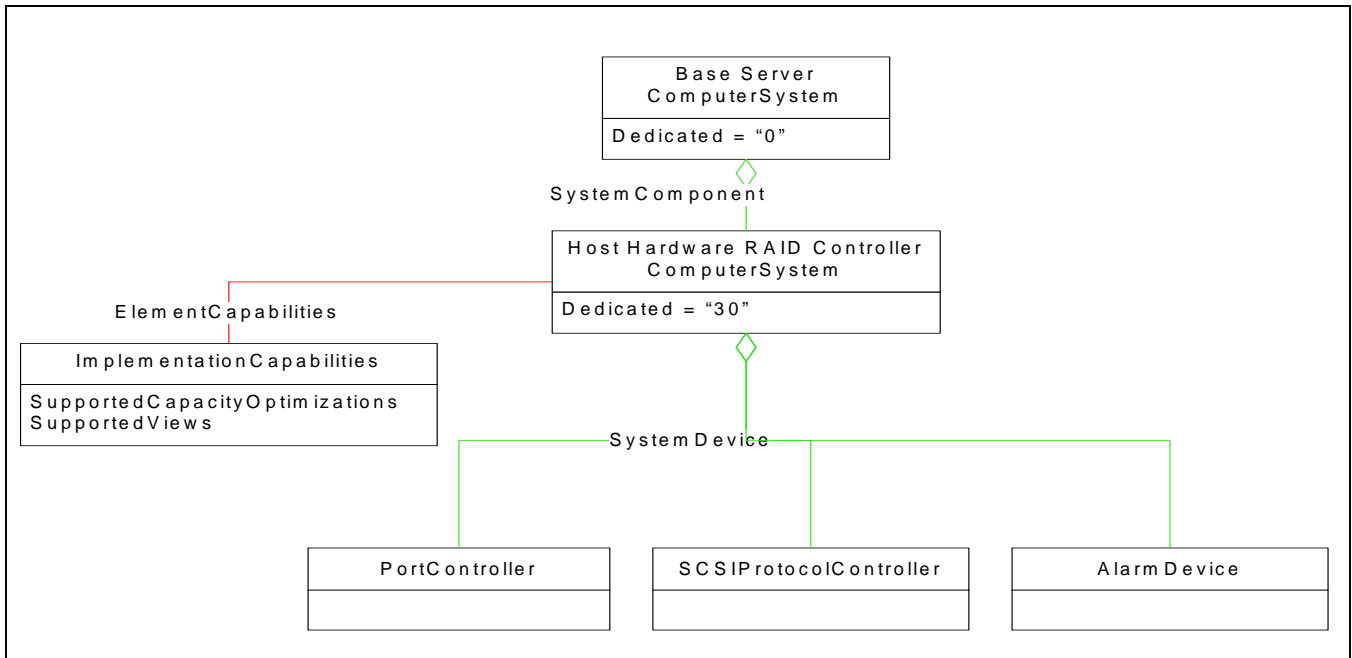 Base Server
ComputerSystem
Dedicated = “0”
SystemComponent
Host Hardware RAID Controller
ComputerSystem
Dedicated = “30”
ElementCapabilities
ImplementationCapabilities
SupportedCapacityOptimizations
SupportedViews
SystemDevice
PortController
SCSIProtocolController
AlarmDevice